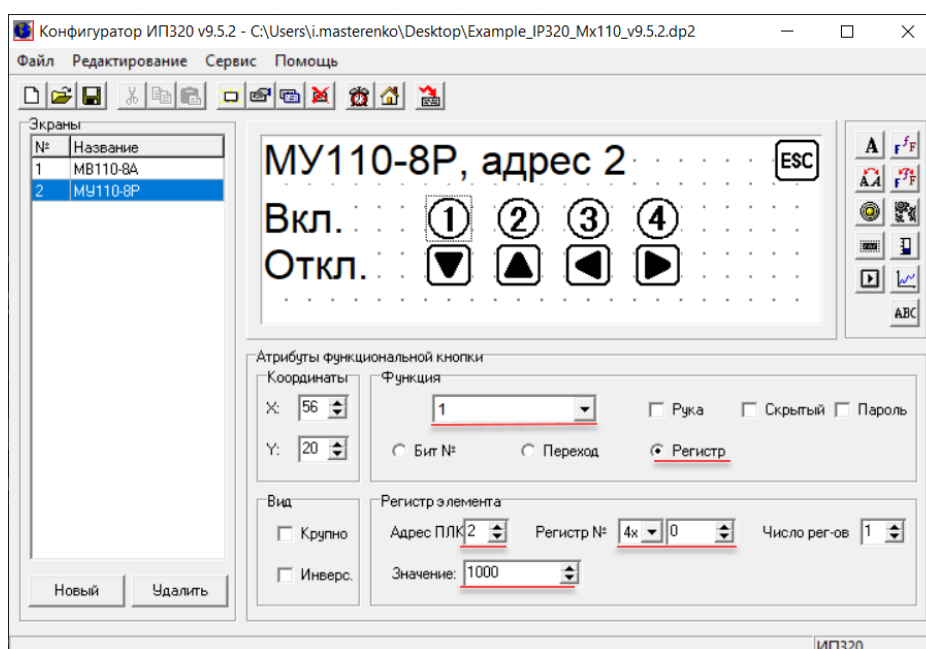 Конфигуратор ИП320 v9.5.2 - C:\Users\i.masterenko\Desktop\Example_IP320_Mx110_v9.5.2.dp2
Файл Редактирование Сервис Помощь
Экраны
№ Название
1 МВ110-8А
2 МУ110-8Р
Новый Удалить
МУ110-8Р, адрес 2 ESC
Вкл. 1 2 3 4
Откл.
A F f F
A A F F
ABC
Атрибуты функциональной кнопки
Координаты
X: 56
Y: 20
Функция
1 Рука Скрытый Пароль
Бит № Переход Регистр
Вид
Крупно
Инверс.
Регистр элемента
Адрес ПЛК 2 Регистр № 4x 0 Число рег-ов 1
Значение: 1000
ИП320